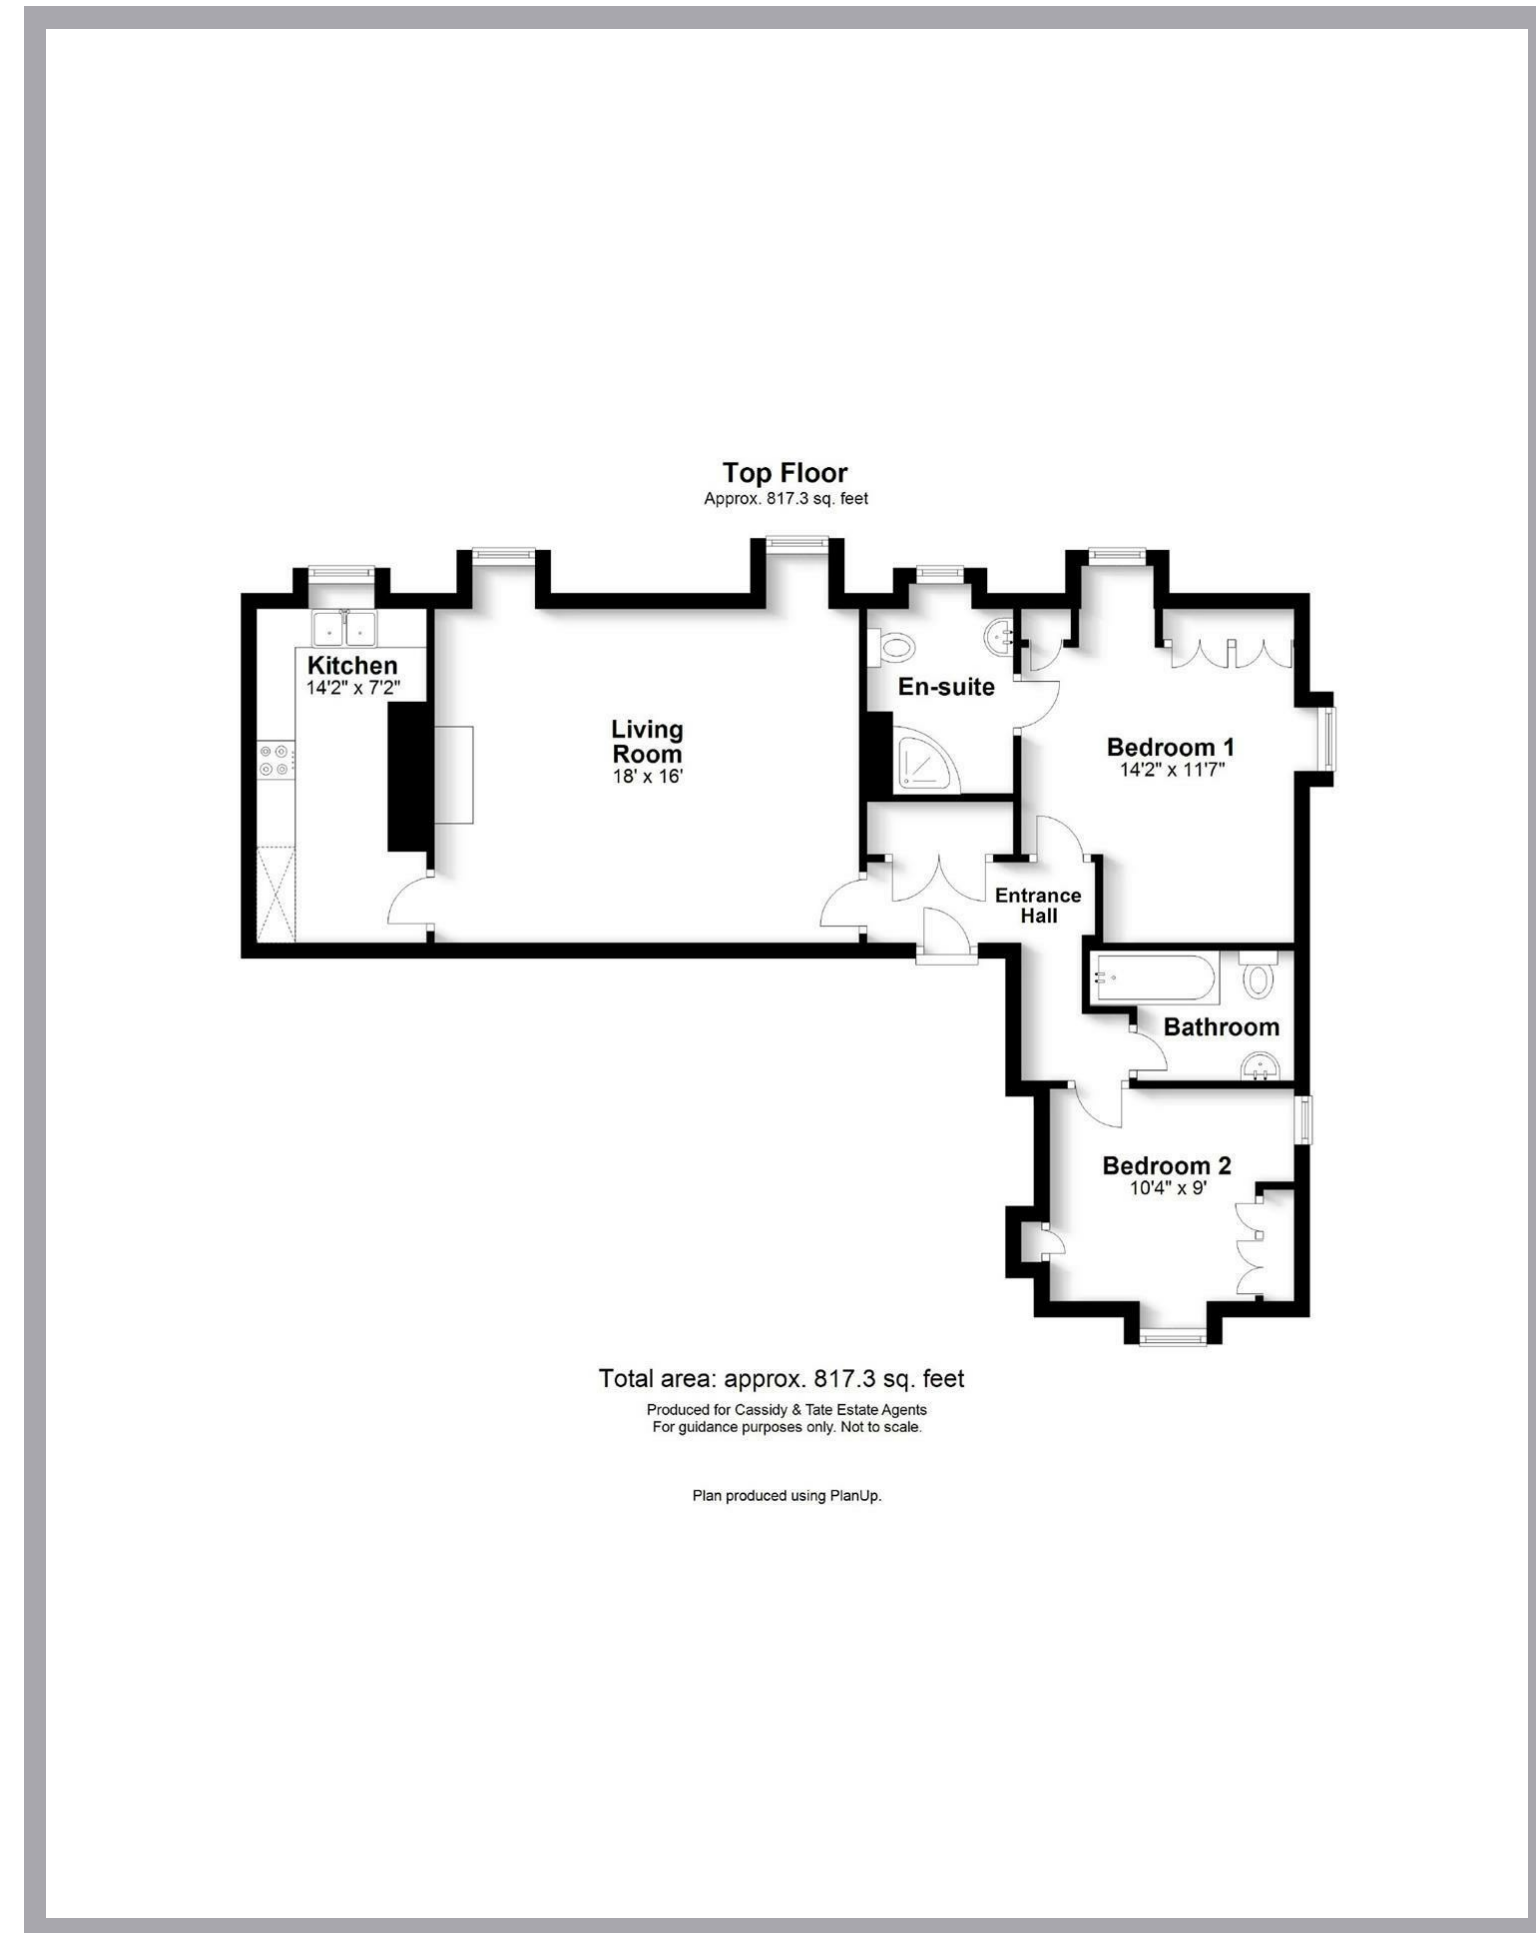 Top Floor
Approx. 817.3 sq. feet
Kitchen
14'2" x 7'2"
Living
Room
18' x 16'
En-suite
Bedroom 1
14'2" x 11'7"
Entrance
Hall
Bathroom
Bedroom 2
10'4" x 9'
Total area: approx. 817.3 sq. feet
Produced for Cassidy & Tate Estate Agents
For guidance purposes only. Not to scale.
Plan produced using PlanUp.